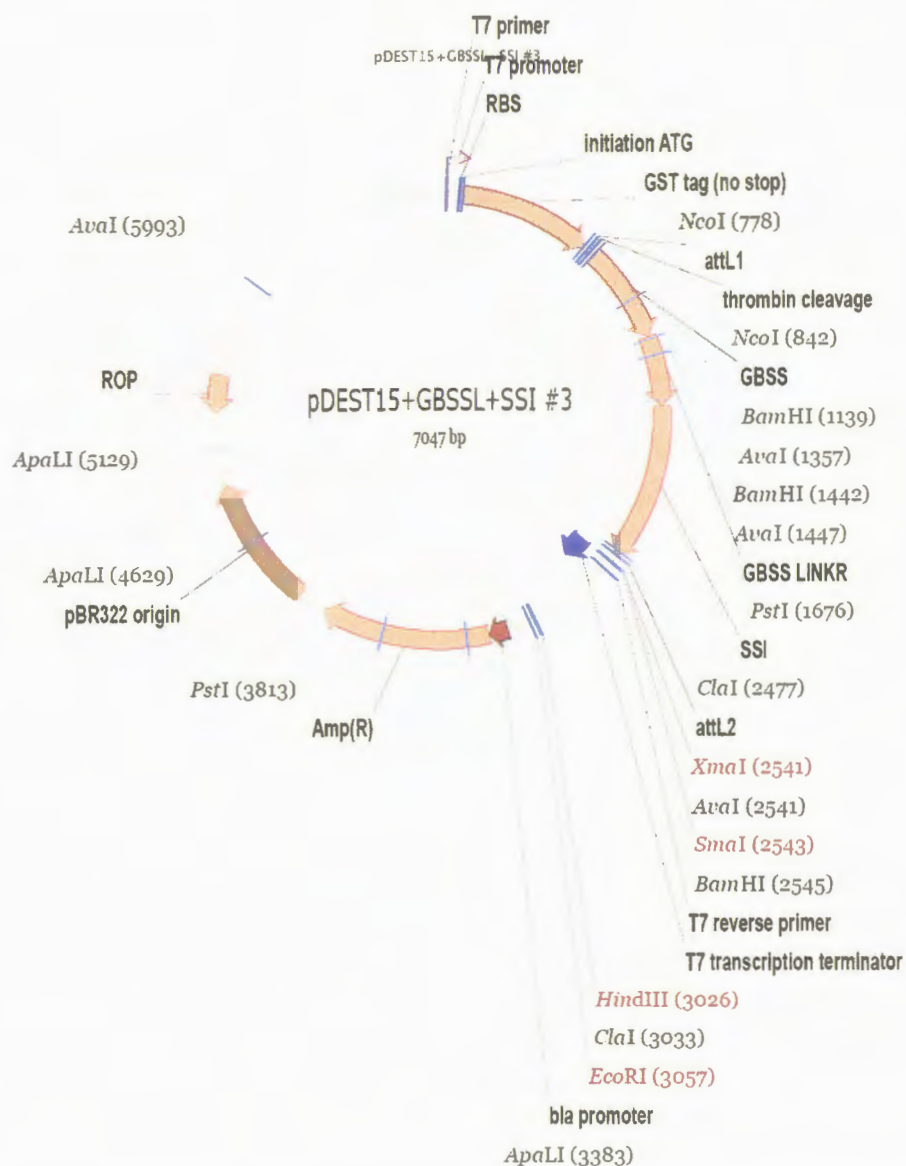 T7 primer
pDEST15+GBSSL+SSI #3
T7 promoter
RBS
initiation ATG
GST tag (no stop)
NcoI (778)
attL1
thrombin cleavage
NcoI (842)
GBSS
BamHI (1139)
AvaI (1357)
BamHI (1442)
AvaI (1447)
GBSS LINKR
PstI (1676)
SSI
ClaI (2477)
attL2
XmaI (2541)
AvaI (2541)
SmaI (2543)
BamHI (2545)
T7 reverse primer
T7 transcription terminator
HindIII (3026)
ClaI (3033)
EcoRI (3057)
bla promoter
ApaLI (3383)
Amp(R)
PstI (3813)
pBR322 origin
ApaLI (4629)
ApaLI (5129)
ROP
AvaI (5993)
pDEST15+GBSSL+SSI #3
7047 bp